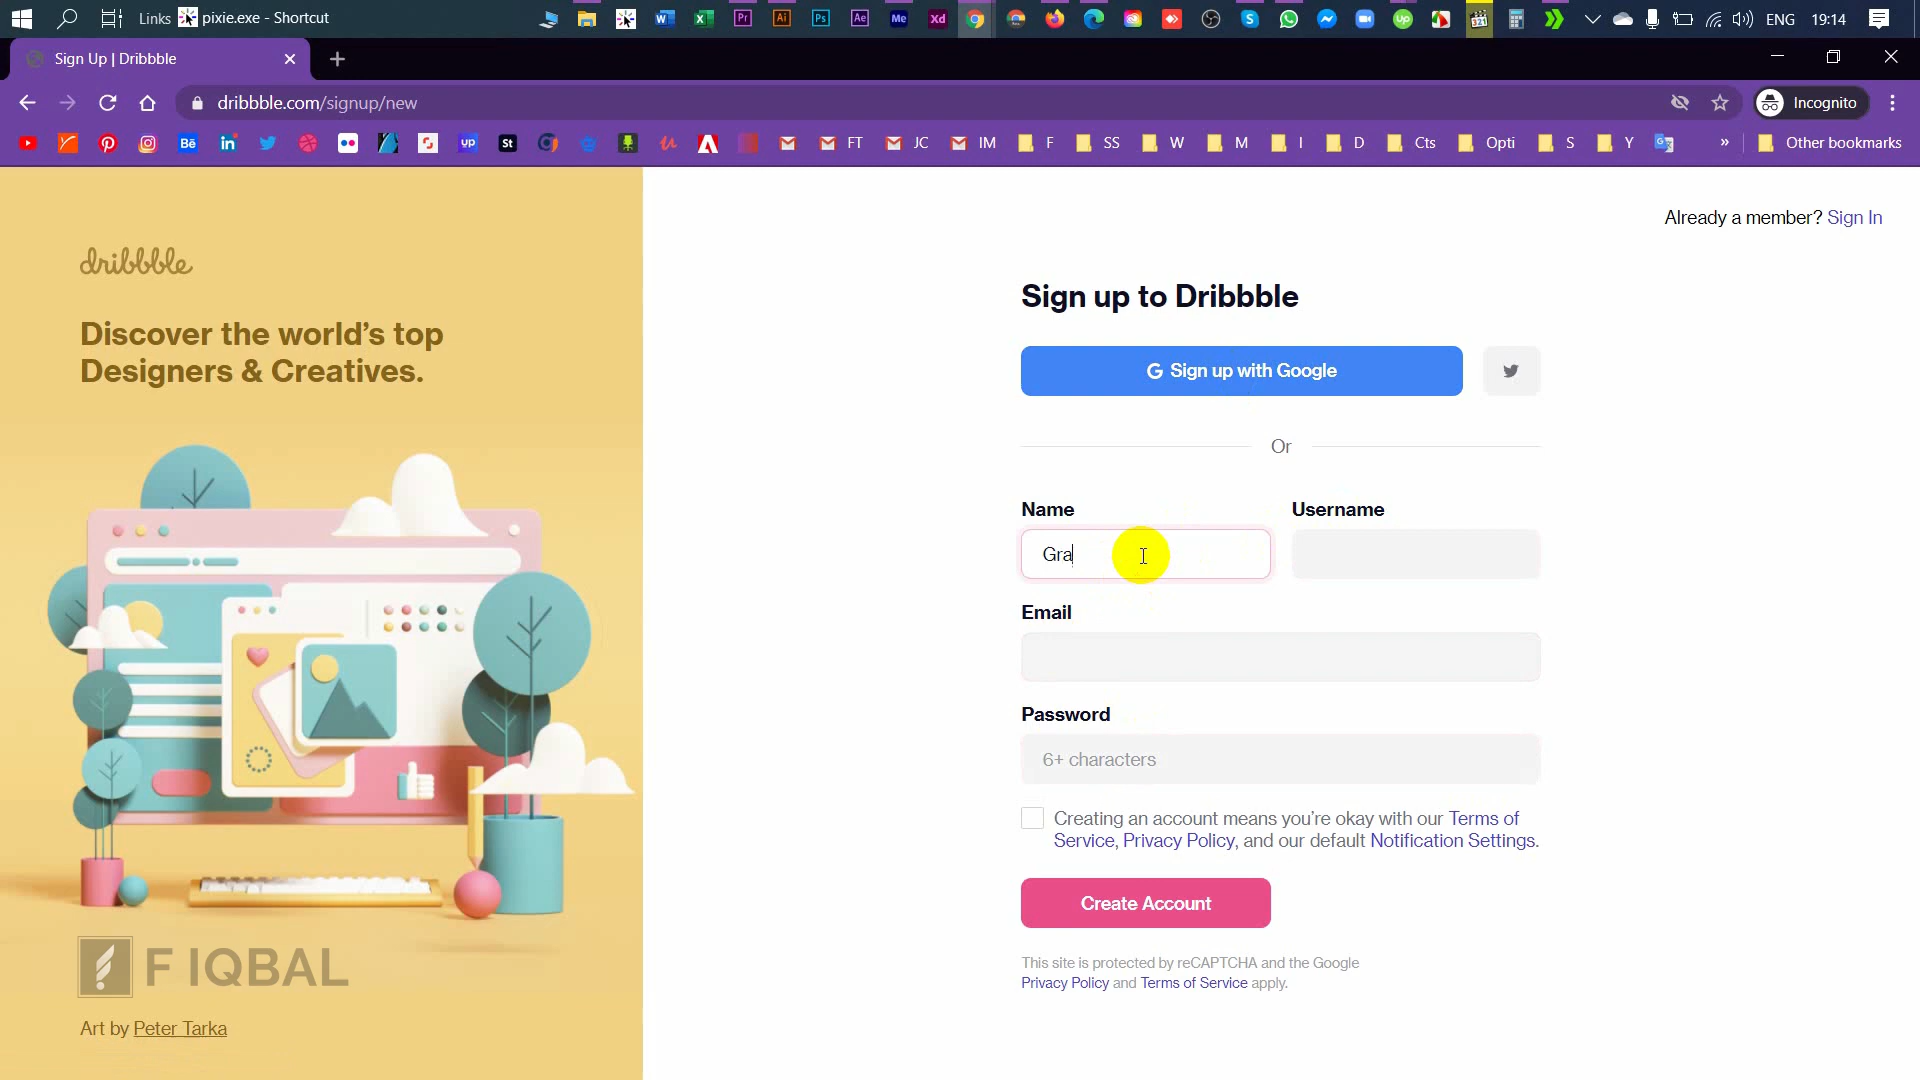 Links pixie.exe - Shortcut
ENG 19:14
Sign Up | Dribbble
dribbble.com/signup/new
Incognito
FT JC IM F SS W M I D Cts Opti S Y » Other bookmarks
Already a member? Sign In
dribbble
Discover the world’s top
Designers & Creatives.
Sign up to Dribbble
G Sign up with Google
Or
Name Username
Gra
Email
Password
6+ characters
Creating an account means you’re okay with our Terms of
Service, Privacy Policy, and our default Notification Settings.
Create Account
This site is protected by reCAPTCHA and the Google
Privacy Policy and Terms of Service apply.
F IQBAL
Art by Peter Tarka